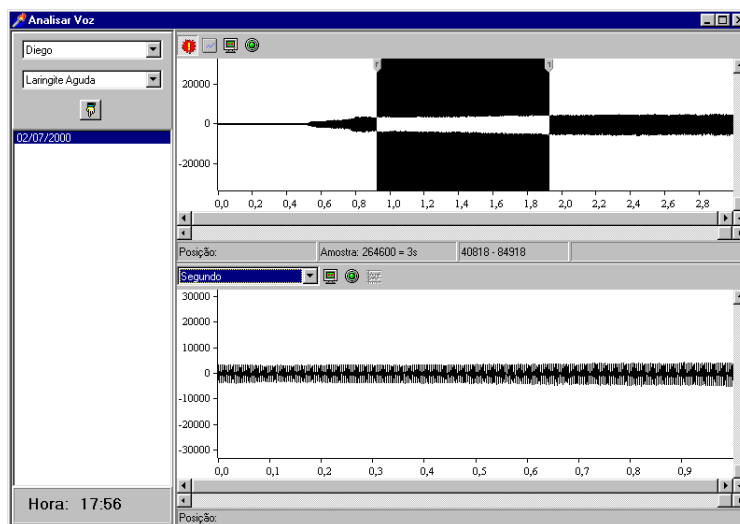 Analisar Voz
Diego
Laringite Aguda
02/07/2000
Hora: 17:56
20000
0
-20000
0,0 0,2 0,4 0,6 0,8 1,0 1,2 1,4 1,6 1,8 2,0 2,2 2,4 2,6 2,8
Posição: Amostra: 264600 = 3s 40818 - 84918
Segundo
30000
20000
10000
0
-10000
-20000
-30000
0,0 0,1 0,2 0,3 0,4 0,5 0,6 0,7 0,8 0,9
Posição: